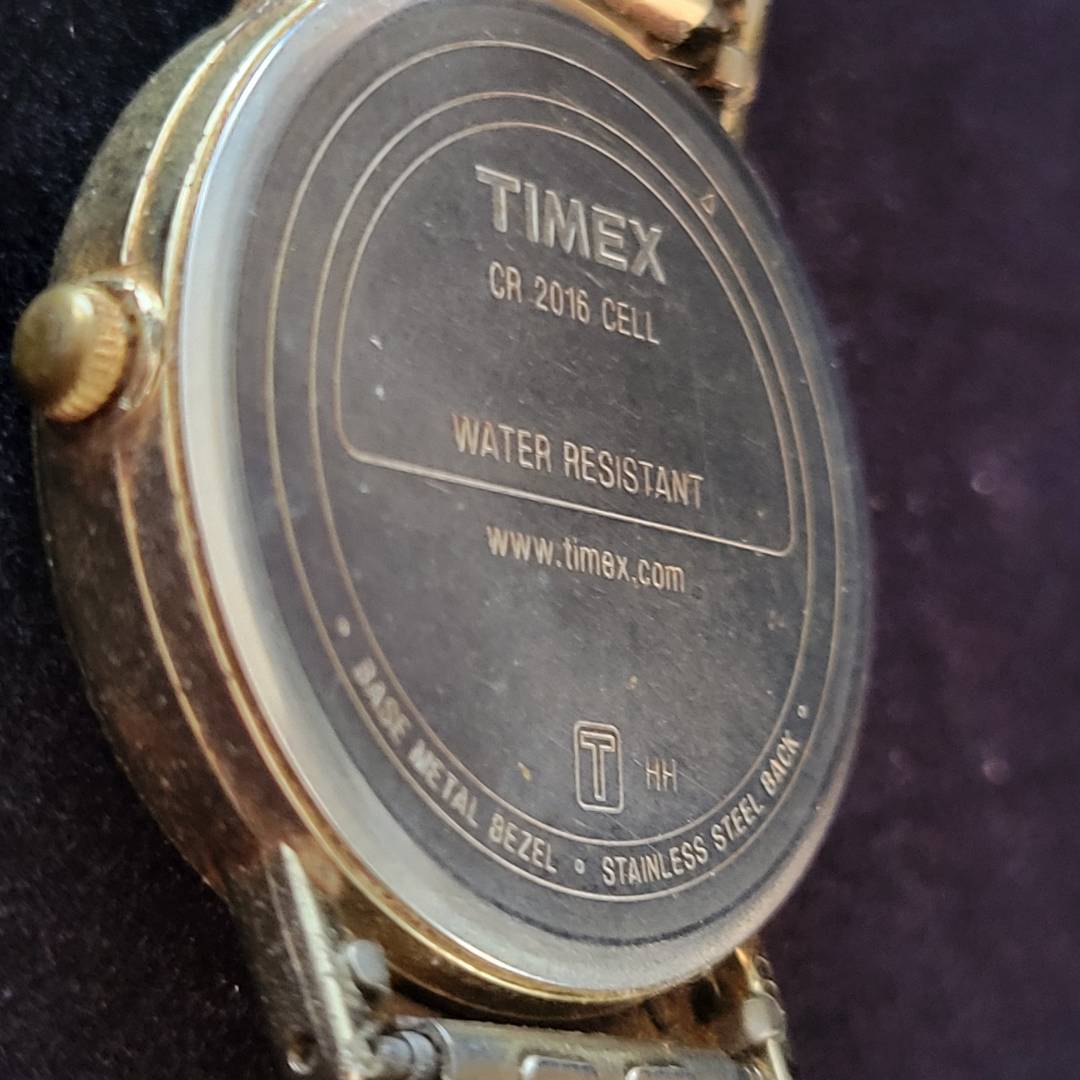 TIMEX
CR 2016 CELL
WATER RESISTANT
www.timex.com
T HH
BASE METAL BEZEL
STAINLESS STEEL BACK